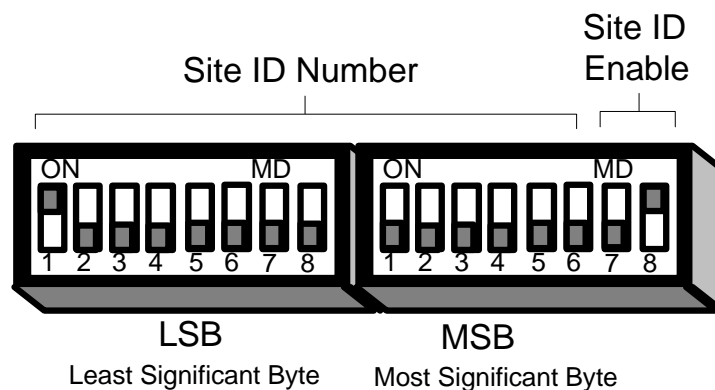 Site ID Number
Site ID
Enable
ON MD
1 2 3 4 5 6 7 8
ON MD
1 2 3 4 5 6 7 8
LSB
Least Significant Byte
MSB
Most Significant Byte